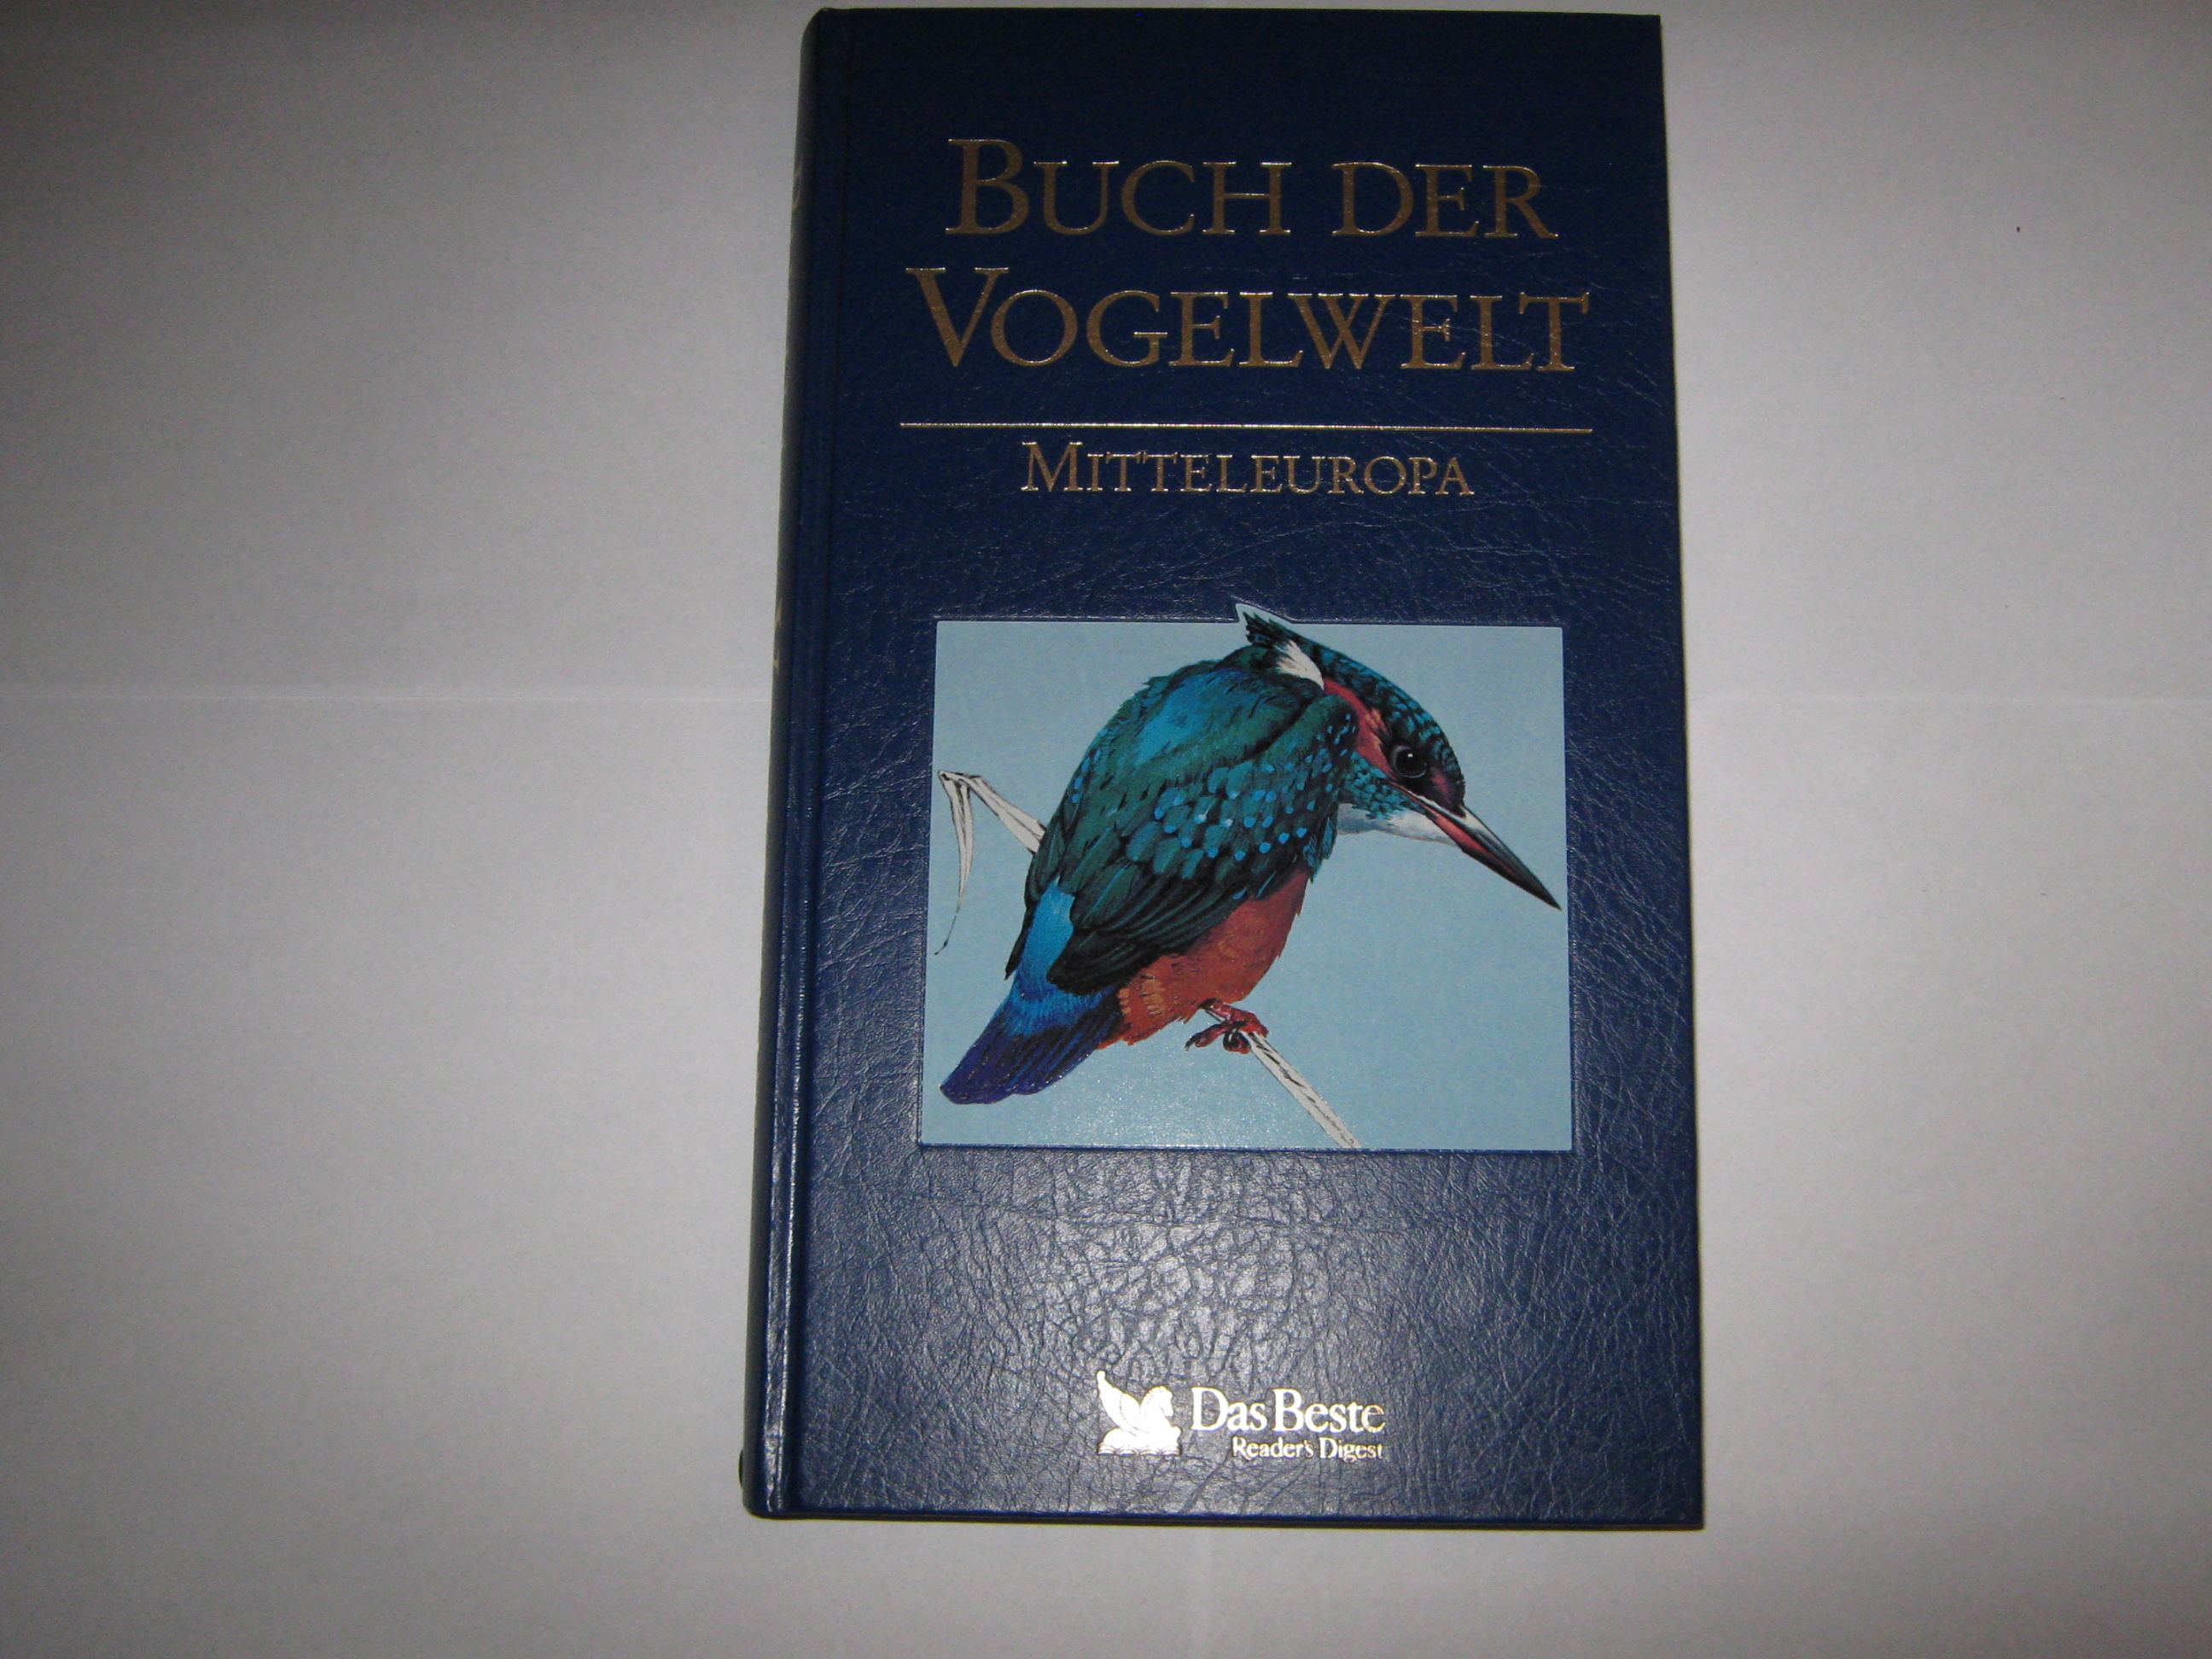 BUCH DER
VOGELWELT
MITTELEUROPA
Das Beste
Reader's Digest